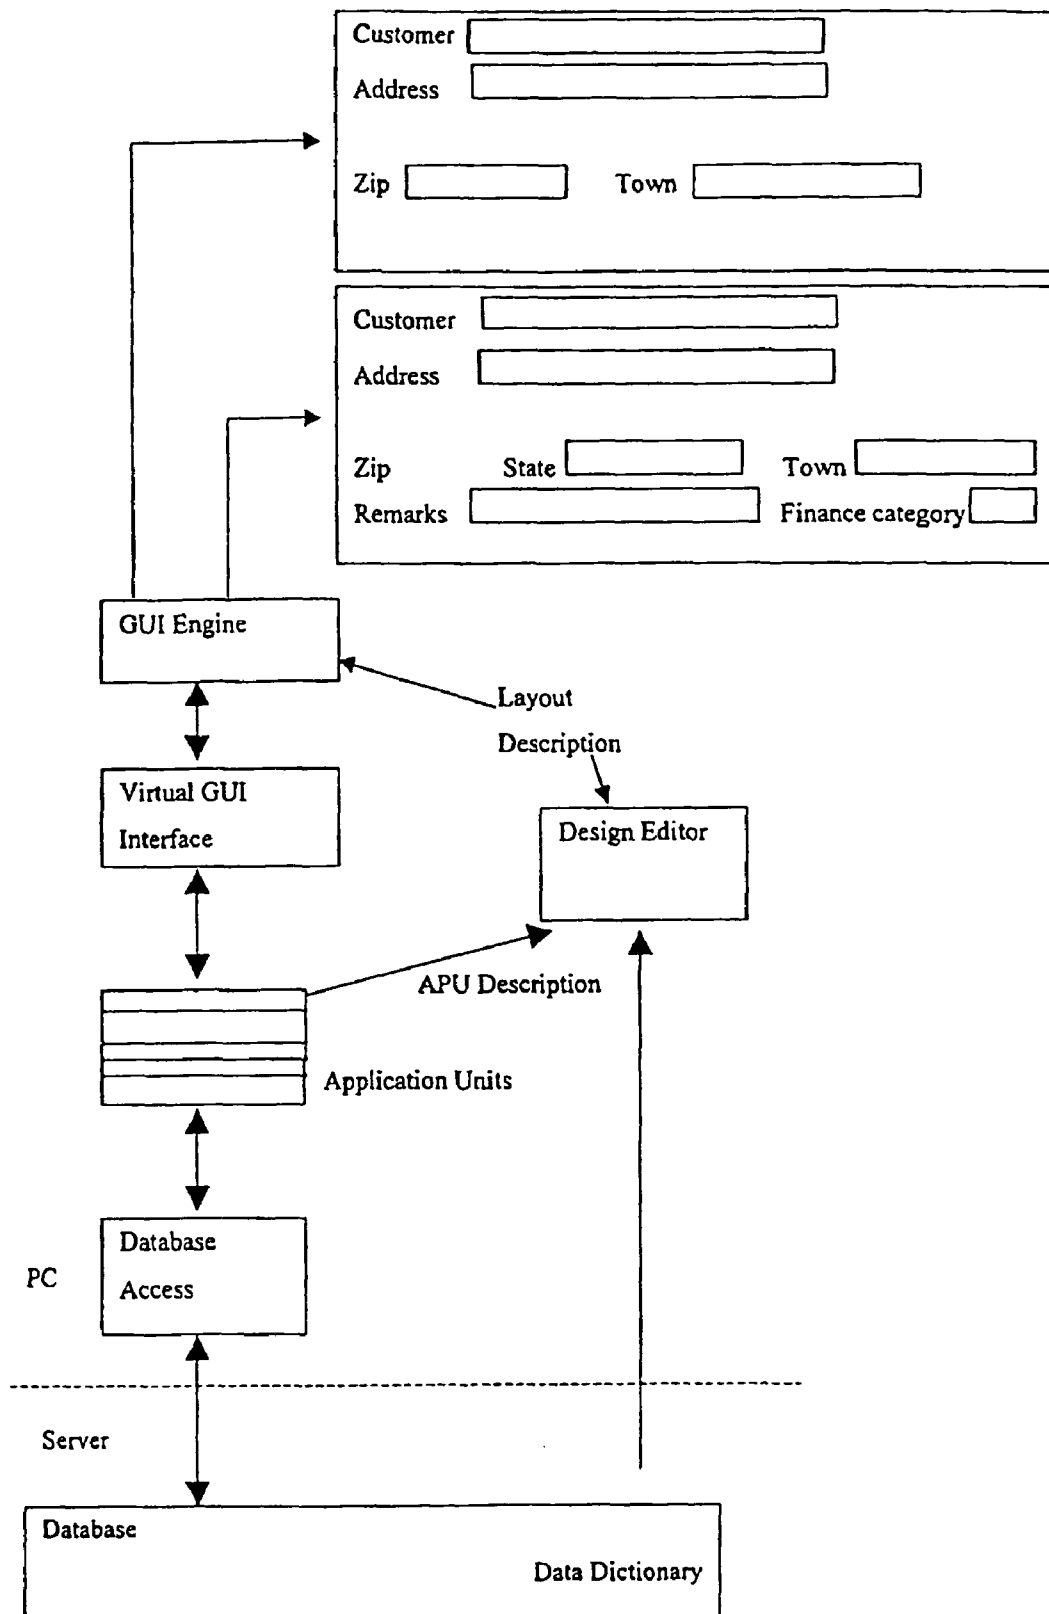 Customer
Address
Zip Town
Customer
Address
Zip State Town
Remarks Finance category
GUI Engine
Layout
Description
Virtual GUI
Interface
Design Editor
APU Description
Application Units
Database
Access
PC
Server
Database
Data Dictionary